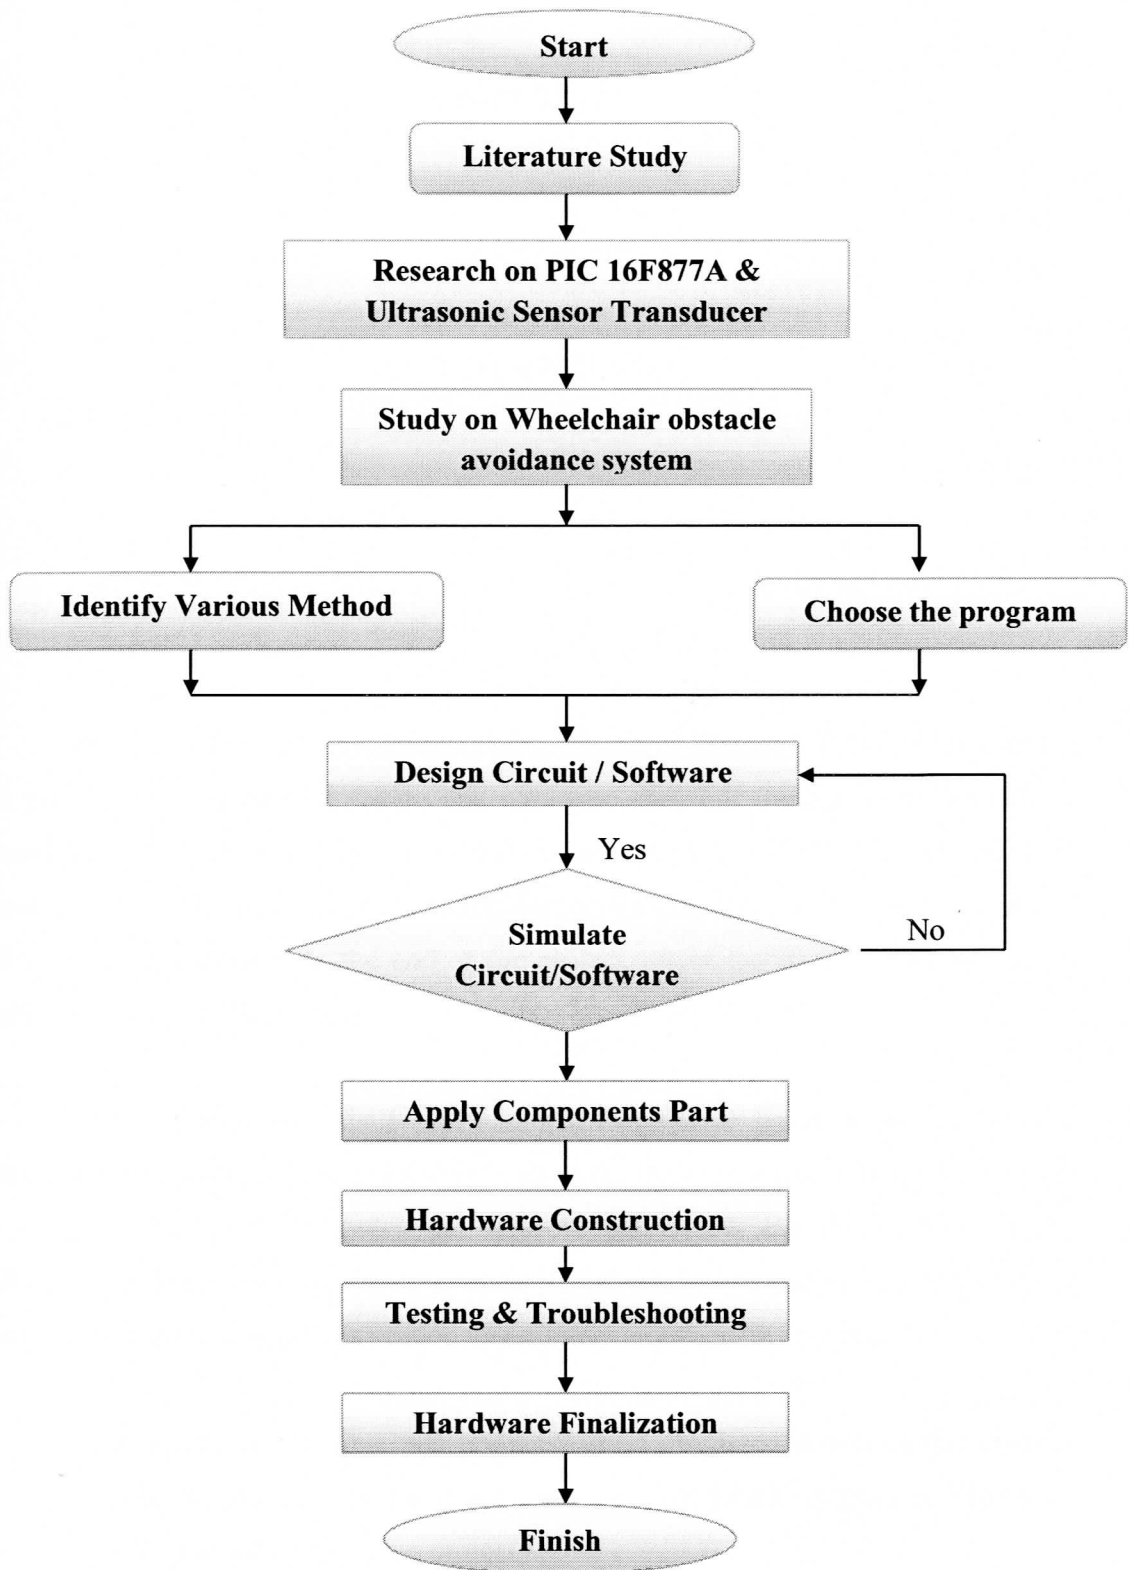 Start
Literature Study
Research on PIC 16F877A &
Ultrasonic Sensor Transducer
Study on Wheelchair obstacle
avoidance system
Identify Various Method
Choose the program
Design Circuit / Software
Yes
Simulate
Circuit/Software
No
Apply Components Part
Hardware Construction
Testing & Troubleshooting
Hardware Finalization
Finish